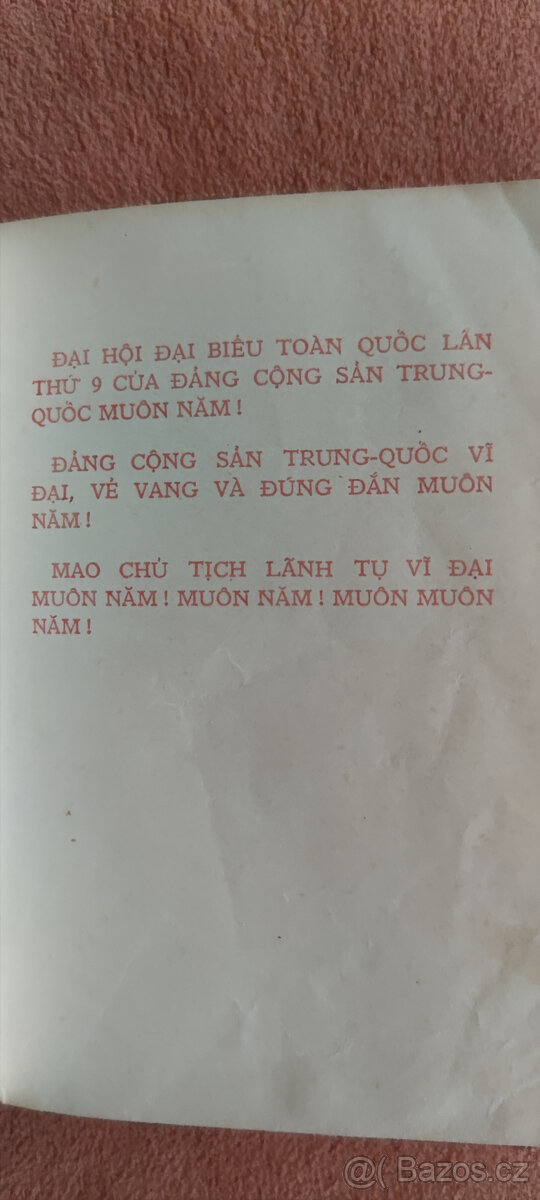 ĐẠI HỘI ĐẠI BIỂU TOÀN QUỐC LẦN
THỨ 9 CỦA ĐẢNG CỘNG SẢN TRUNG-
QUỐC MUÔN NĂM !
ĐẢNG CỘNG SẢN TRUNG-QUỐC VĨ
ĐẠI, VẺ VANG VÀ ĐÚNG ĐẮN MUÔN
NĂM !
MAO CHỦ TỊCH LÃNH TỤ VĨ ĐẠI
MUÔN NĂM ! MUÔN NĂM ! MUÔN MUÔN
NĂM !
Bazos.cz